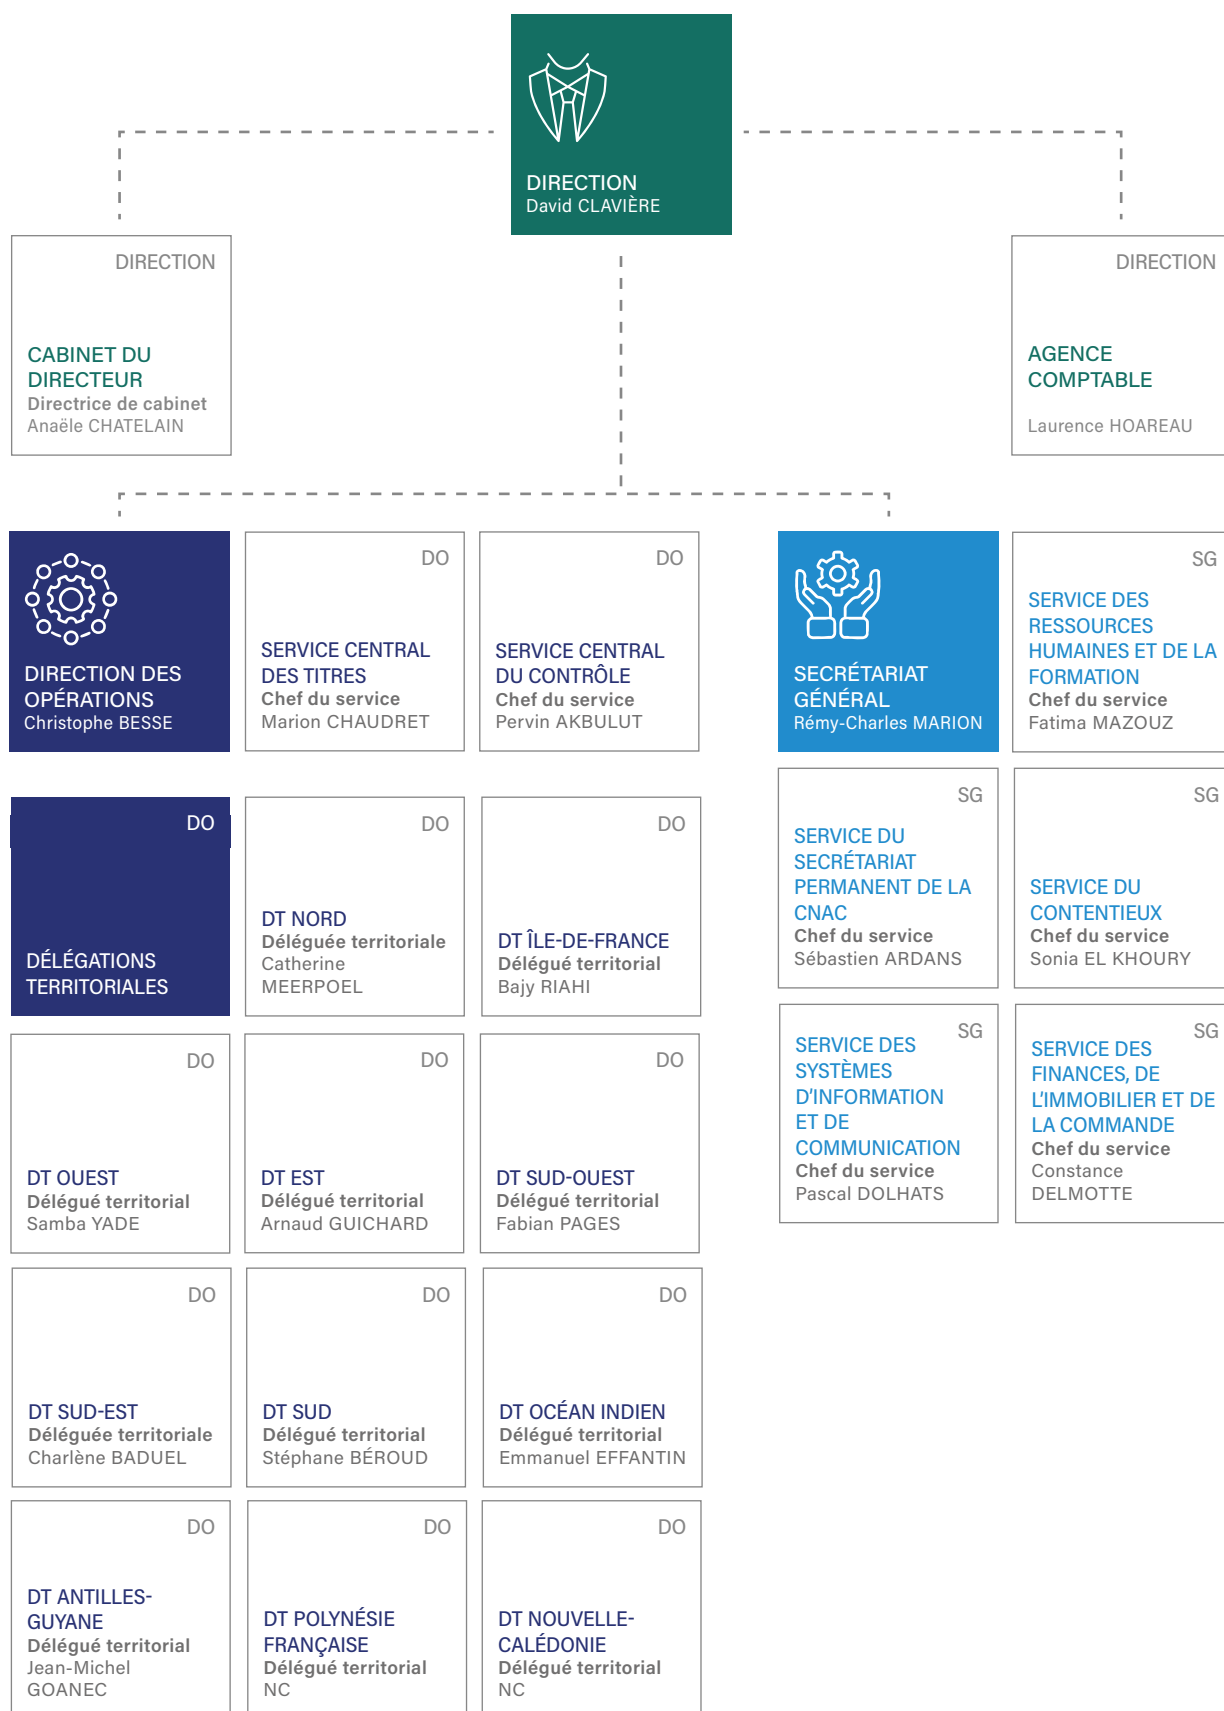 DIRECTION
David CLAVIÈRE
DIRECTION
CABINET DU
DIRECTEUR
Directrice de cabinet
Anaële CHATELAIN
DIRECTION
AGENCE
COMPTABLE
Laurence HOAREAU
DIRECTION DES
OPÉRATIONS
Christophe BESSE
DO
SERVICE CENTRAL
DES TITRES
Chef du service
Marion CHAUDRET
DO
SERVICE CENTRAL
DU CONTRÔLE
Chef du service
Pervin AKBULUT
SECRÉTARIAT
GÉNÉRAL
Rémy-Charles MARION
SG
SERVICE DES
RESSOURCES
HUMAINES ET DE LA
FORMATION
Chef du service
Fatima MAZOUZ
DO
DÉLÉGATIONS
TERRITORIALES
DO
DT NORD
Déléguée territoriale
Catherine
MEERPOEL
DO
DT ÎLE-DE-FRANCE
Délégué territorial
Bajy RIAHI
SG
SERVICE DU
SECRÉTARIAT
PERMANENT DE LA
CNAC
Chef du service
Sébastien ARDANS
SG
SERVICE DU
CONTENTIEUX
Chef du service
Sonia EL KHOURY
DO
DT OUEST
Délégué territorial
Samba YADE
DO
DT EST
Délégué territorial
Arnaud GUICHARD
DO
DT SUD-OUEST
Délégué territorial
Fabian PAGES
SG
SERVICE DES
SYSTÈMES
D'INFORMATION
ET DE
COMMUNICATION
Chef du service
Pascal DOLHATS
SG
SERVICE DES
FINANCES, DE
L'IMMOBILIER ET DE
LA COMMANDE
Chef du service
Constance
DELMOTTE
DO
DT SUD-EST
Déléguée territoriale
Charlène BADUEL
DO
DT SUD
Délégué territorial
Stéphane BÉROUD
DO
DT OCÉAN INDIEN
Délégué territorial
Emmanuel EFFANTIN
DO
DT ANTILLES-
GUYANE
Délégué territorial
Jean-Michel
GOANEC
DO
DT POLYNÉSIE
FRANÇAISE
Délégué territorial
NC
DO
DT NOUVELLE-
CALÉDONIE
Délégué territorial
NC